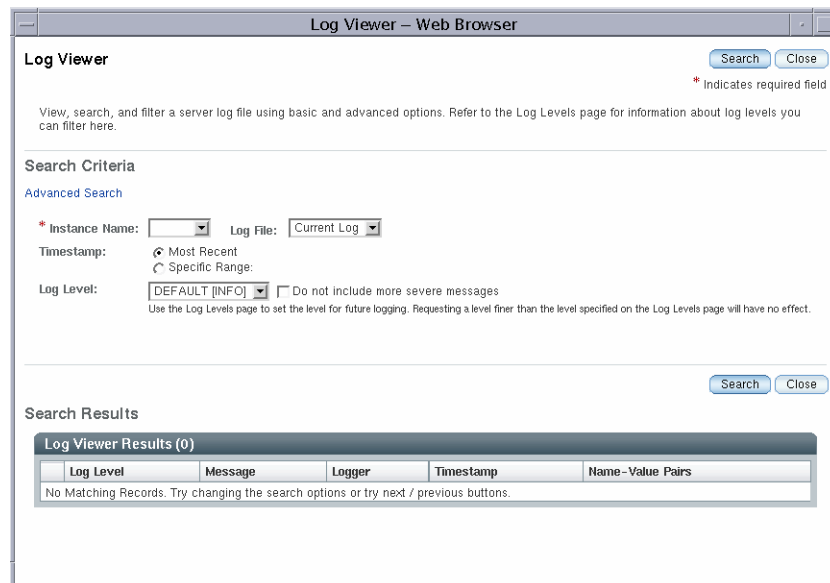 Log Viewer – Web Browser
Log Viewer
Search Close
* Indicates required field
View, search, and filter a server log file using basic and advanced options. Refer to the Log Levels page for information about log levels you
can filter here.
Search Criteria
Advanced Search
* Instance Name: Log File: Current Log
Timestamp: Most Recent
Specific Range:
Log Level: DEFAULT [INFO] Do not include more severe messages
Use the Log Levels page to set the level for future logging. Requesting a level finer than the level specified on the Log Levels page will have no effect.
Search Close
Search Results
Log Viewer Results (0)
Log Level Message Logger Timestamp Name-Value Pairs
No Matching Records. Try changing the search options or try next / previous buttons.